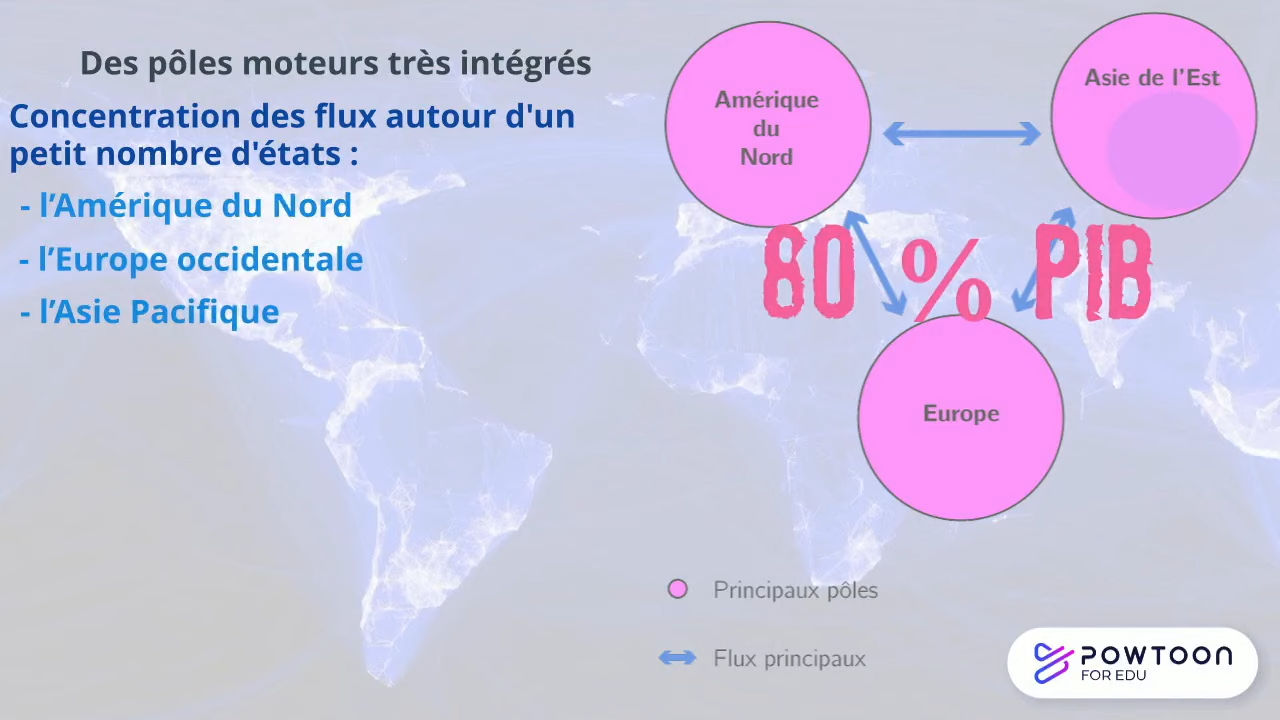 Des pôles moteurs très intégrés
Concentration des flux autour d'un
petit nombre d'états :
- l’Amérique du Nord
- l’Europe occidentale
- l’Asie Pacifique
Amérique
du
Nord
Asie de l’Est
80 % PIB
Europe
Principaux pôles
Flux principaux
POWTOON
FOR EDU